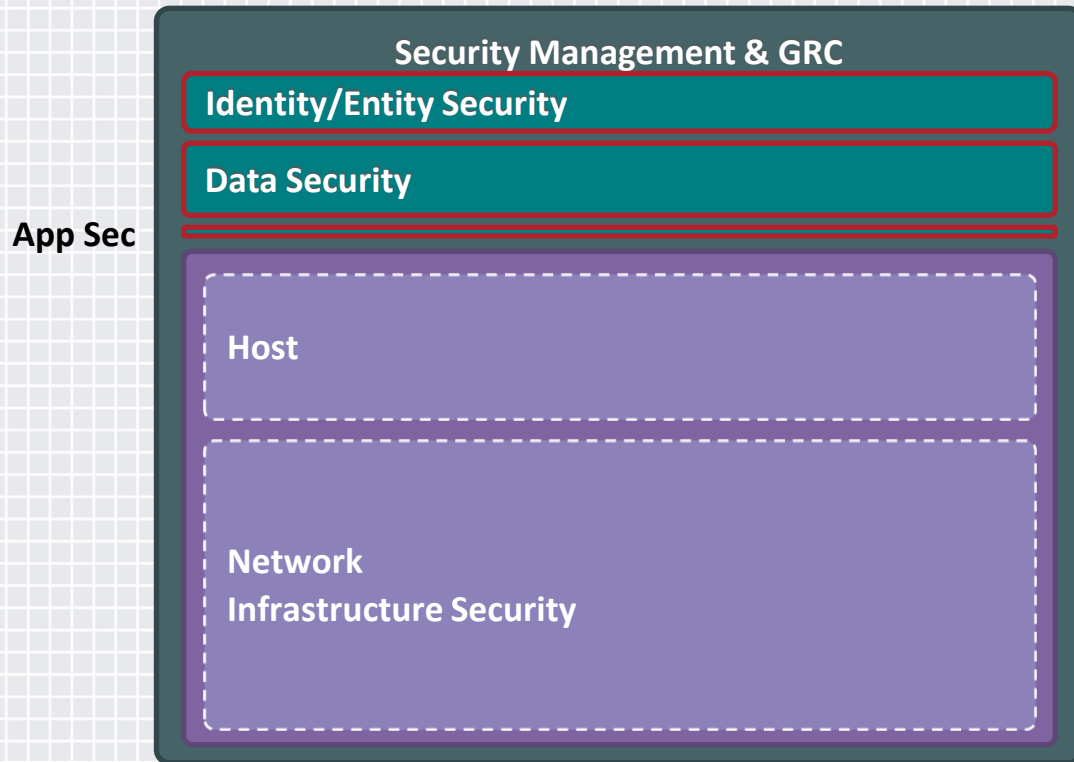 Security Management & GRC
Identity/Entity Security
Data Security
App Sec
Host
Network
Infrastructure Security